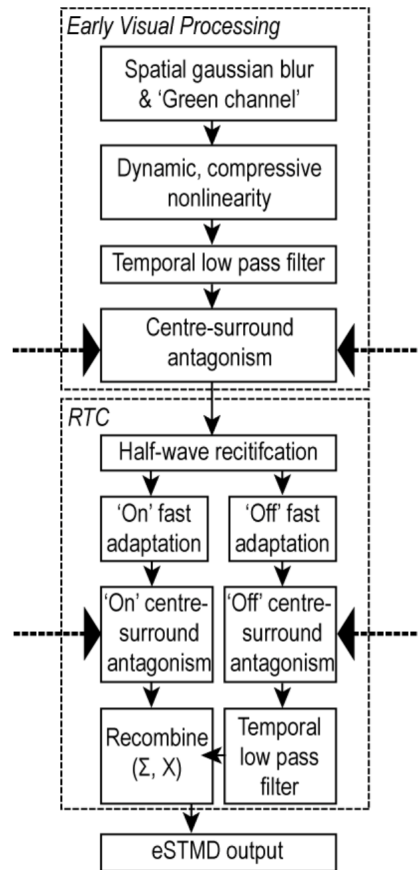 Early Visual Processing
Spatial gaussian blur
& ‘Green channel’
Dynamic, compressive
nonlinearity
Temporal low pass filter
Centre-surround
antagonism
RTC
Half-wave recitifcation
‘On’ fast
adaptation
‘Off’ fast
adaptation
‘On’ centre-
surround
antagonism
‘Off’ centre-
surround
antagonism
Recombine
(Σ, X)
Temporal
low pass
filter
eSTMD output